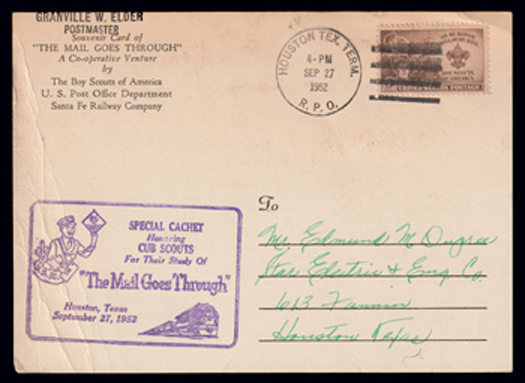 GRANVILLE W. ELDER
POSTMASTER
Souvenir Card of
"THE MAIL GOES THROUGH"
A Co-operative Venture
by
The Boy Scouts of America
U. S. Post Office Department
Santa Fe Railway Company
HOUSTON TEX. TERM.
4-PM
SEP 27
1952
R. P. O.
SPECIAL CACHET
Honoring
CUB SCOUTS
For Their Study Of
"The Mail Goes Through"
Houston, Texas
September 27, 1952
To
Mr. Edmund M. Dupree
Star Electric & Eng Co.
613 Fannin
Houston Texas